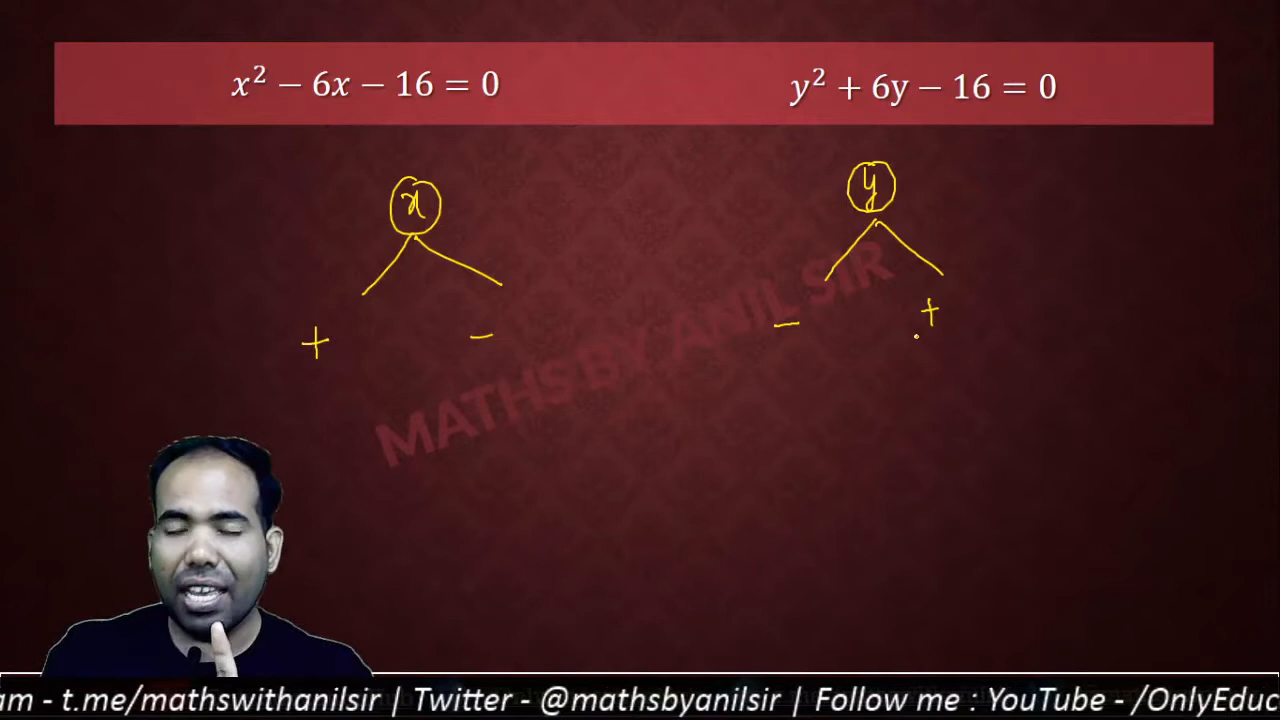 x² − 6x − 16 = 0
y² + 6y − 16 = 0
x
y
+ −
− +
MATHS BY ANIL SIR
am - t.me/mathswithanilsir | Twitter - @mathsbyanilsir | Follow me : YouTube - /OnlyEduc